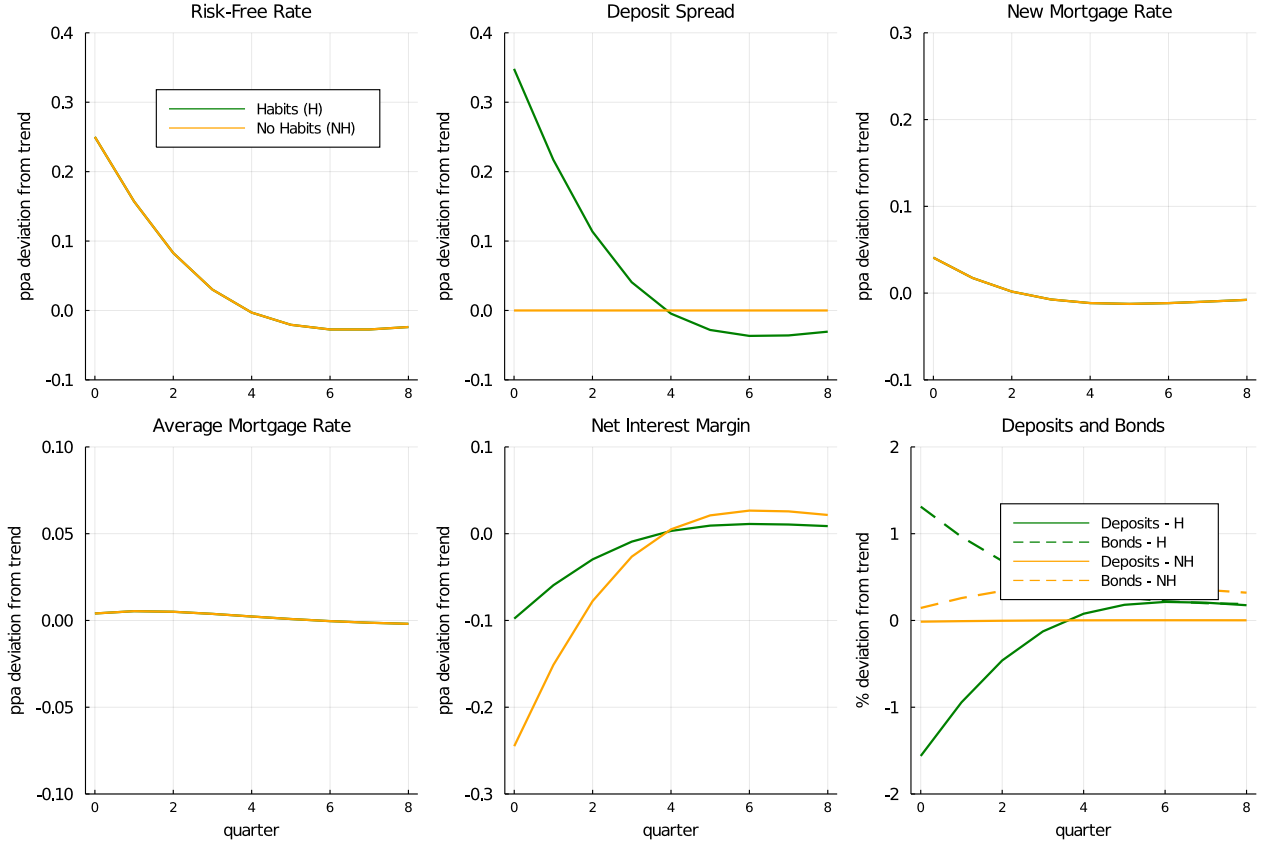 Risk-Free Rate
ppa deviation from trend
0.4
0.3
0.2
0.1
0.0
-0.1
0 2 4 6 8
Habits (H)
No Habits (NH)
Deposit Spread
ppa deviation from trend
0.4
0.3
0.2
0.1
0.0
-0.1
0 2 4 6 8
New Mortgage Rate
ppa deviation from trend
0.3
0.2
0.1
0.0
-0.1
0 2 4 6 8
Average Mortgage Rate
ppa deviation from trend
0.10
0.05
0.00
-0.05
-0.10
0 2 4 6 8
quarter
Net Interest Margin
ppa deviation from trend
0.1
0.0
-0.1
-0.2
-0.3
0 2 4 6 8
quarter
Deposits and Bonds
% deviation from trend
2
1
0
-1
-2
0 2 4 6 8
quarter
Deposits - H
Bonds - H
Deposits - NH
Bonds - NH